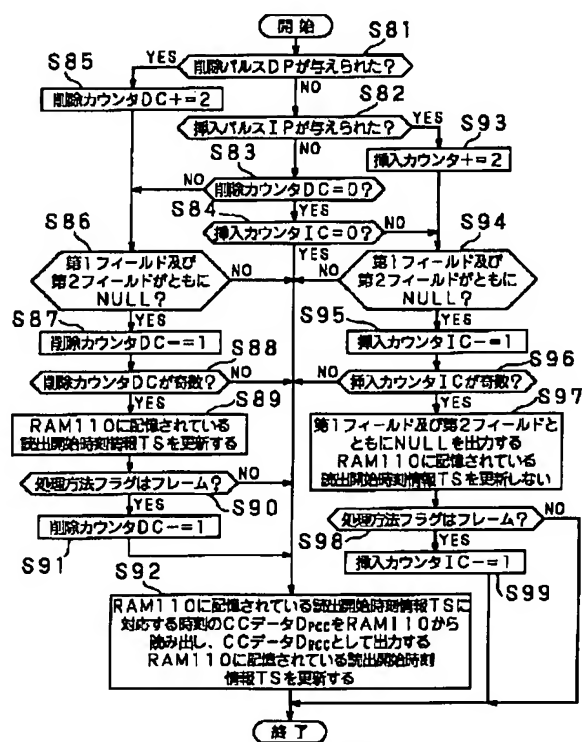 開始
S81
S85
YES
削除パルスDPが与えられた?
NO
S82
削除カウンタDC+=2
挿入パルスIPが与えられた?
YES
S93
S83
NO
挿入カウンタ+=2
NO
削除カウンタDC=0?
S84
YES
S86
挿入カウンタIC=0?
NO
S94
YES
第1フィールド及び
第2フィールドがともに
NULL?
NO
NO
第1フィールド及び
第2フィールドがともに
NULL?
S87
YES
S95
YES
削除カウンタDC-=1
S88
挿入カウンタIC-=1
S96
削除カウンタDCが奇数?
NO
NO
挿入カウンタICが奇数?
YES
S89
YES
S97
RAM110に記憶されている
読出開始時刻情報TSを更新する
第1フィールド及び第2フィールドと
ともにNULLを出力する
RAM110に記憶されている
読出開始時刻情報TSを更新しない
処理方法フラグはフレーム?
NO
YES
S90
処理方法フラグはフレーム?
NO
S98
YES
削除カウンタDC-=1
S91
挿入カウンタIC-=1
S92
S99
RAM110に記憶されている読出開始時刻情報TSに
対応する時刻のCCデータDPCCをRAM110から
読み出し、CCデータDRCCとして出力する
RAM110に記憶されている読出開始時刻
情報TSを更新する
終了